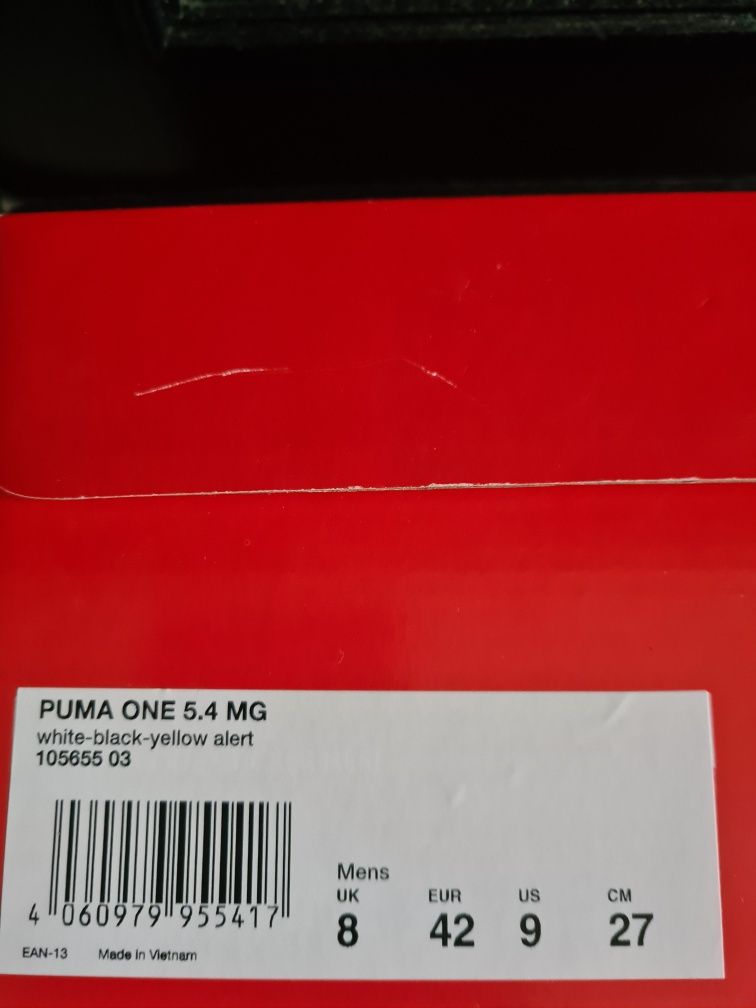 PUMA ONE 5.4 MG
white-black-yellow alert
105655 03
Mens
UK EUR US CM
8 42 9 27
4 060979 955417
EAN-13 Made in Vietnam